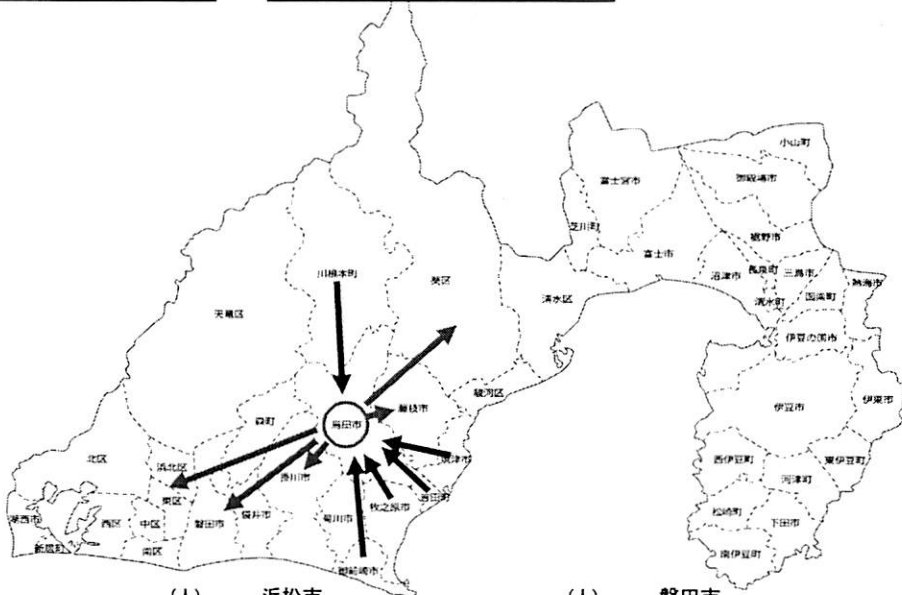 小山町
富士宮市
御殿場市
芝川町
裾野市
富士市
川根本町
葵区
長泉町
三島市
沼津市
熱海市
清水区
清水町
函南町
天竜区
伊豆の国市
駿河区
藤枝市
伊豆市
伊東市
森町
島田市
北区
浜北区
掛川市
焼津市
西伊豆町
東伊豆町
河津町
東区
吉田町
牧之原市
湖西市
西区
中区
磐田市
袋井市
菊川市
松崎町
下田市
新居町
南区
南伊豆町
御前崎市
(人) 浜松市 (人) 磐田市